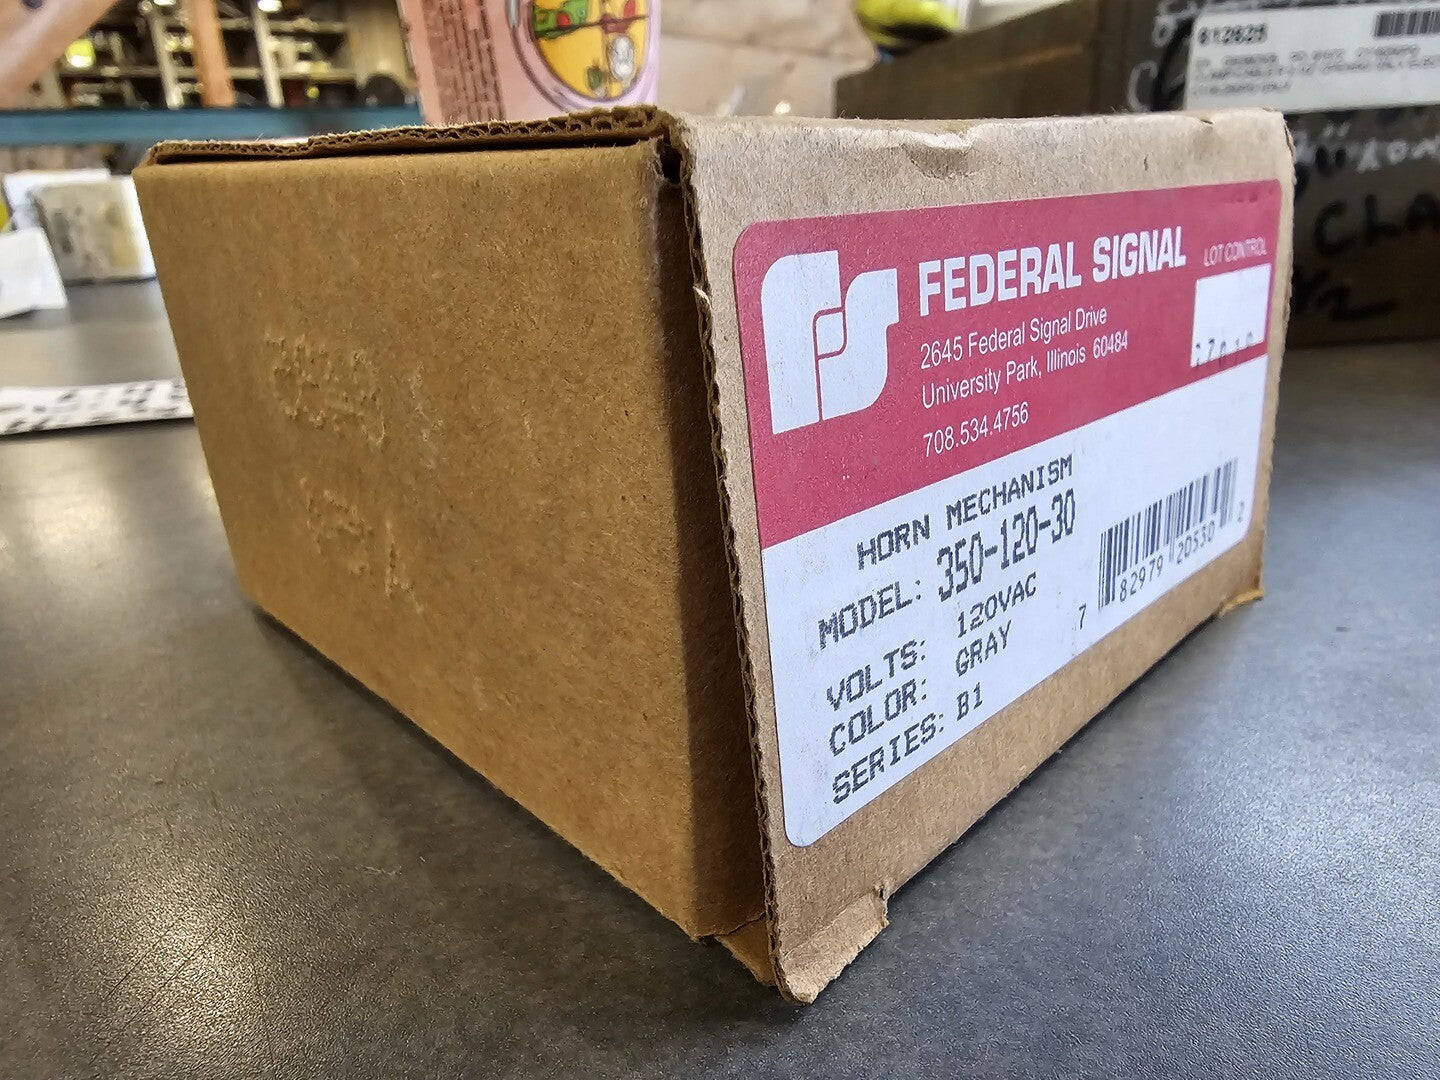 612625
FEDERAL SIGNAL
LOT CONTROL
2645 Federal Signal Drive
University Park, Illinois 60484
708.534.4756
HORN MECHANISM
MODEL: 350-120-30
VOLTS: 120VAC
COLOR: GRAY
SERIES: B1
7 82979 20530 2